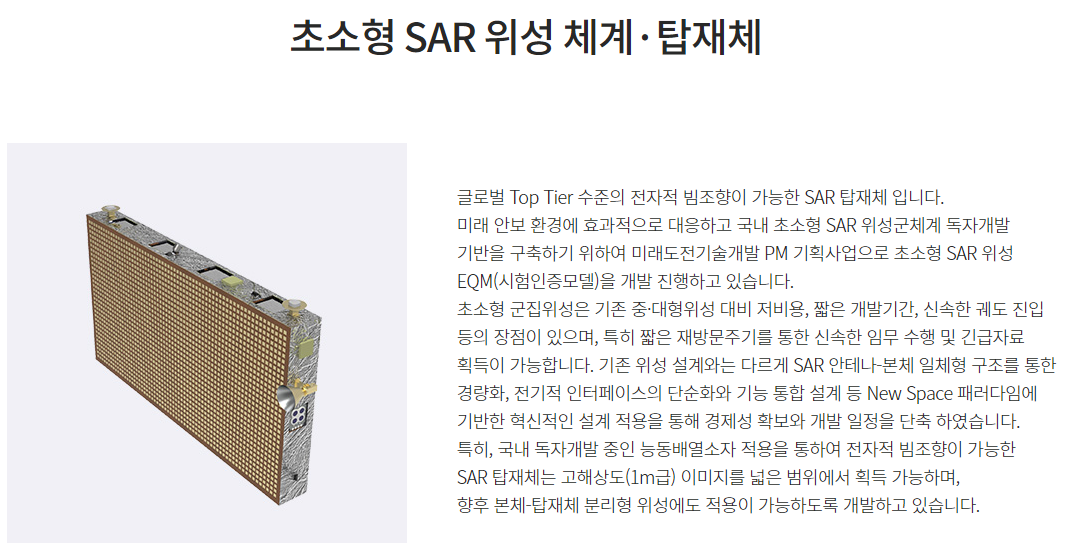 초소형 SAR 위성 체계·탑재체
글로벌 Top Tier 수준의 전자적 빔조향이 가능한 SAR 탑재체 입니다.
미래 안보 환경에 효과적으로 대응하고 국내 초소형 SAR 위성군체계 독자개발
기반을 구축하기 위하여 미래도전기술개발 PM 기획사업으로 초소형 SAR 위성
EQM(시험인증모델)을 개발 진행하고 있습니다.
초소형 군집위성은 기존 중·대형위성 대비 저비용, 짧은 개발기간, 신속한 궤도 진입
등의 장점이 있으며, 특히 짧은 재방문주기를 통한 신속한 임무 수행 및 긴급자료
획득이 가능합니다. 기존 위성 설계와는 다르게 SAR 안테나-본체 일체형 구조를 통한
경량화, 전기적 인터페이스의 단순화와 기능 통합 설계 등 New Space 패러다임에
기반한 혁신적인 설계 적용을 통해 경제성 확보와 개발 일정을 단축 하였습니다.
특히, 국내 독자개발 중인 능동배열소자 적용을 통하여 전자적 빔조향이 가능한
SAR 탑재체는 고해상도(1m급) 이미지를 넓은 범위에서 획득 가능하며,
향후 본체-탑재체 분리형 위성에도 적용이 가능하도록 개발하고 있습니다.